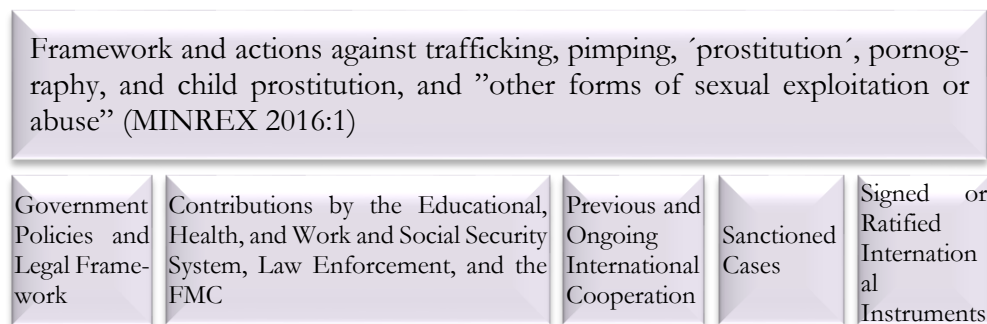 Framework and actions against trafficking, pimping, ´prostitution´, pornog-
raphy, and child prostitution, and ”other forms of sexual exploitation or
abuse” (MINREX 2016:1)
Government
Policies and
Legal Frame-
work
Contributions by the Educational,
Health, and Work and Social Security
System, Law Enforcement, and the
FMC
Previous and
Ongoing
International
Cooperation
Sanctioned
Cases
Signed or
Ratified
Internation
al
Instruments